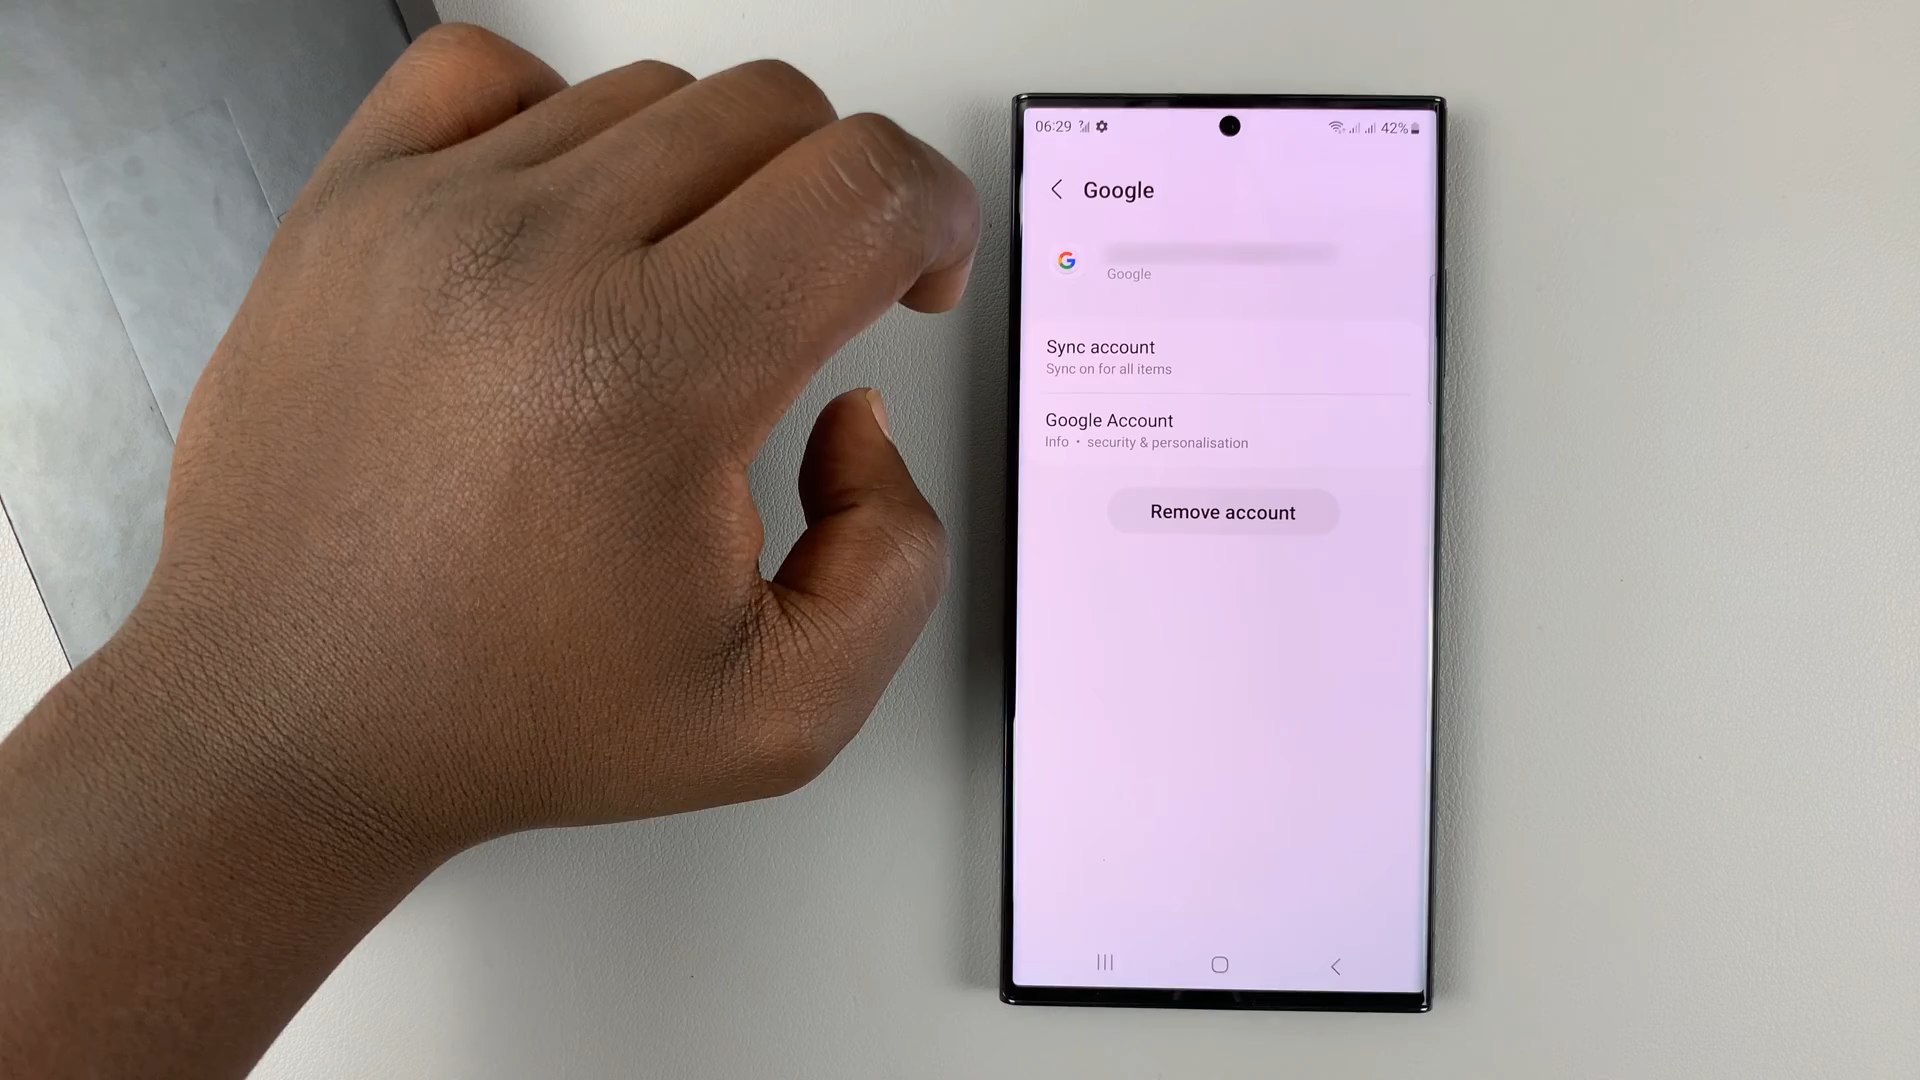 06:29
42%
Google
Google
Sync account
Sync on for all items
Google Account
Info • security & personalisation
Remove account